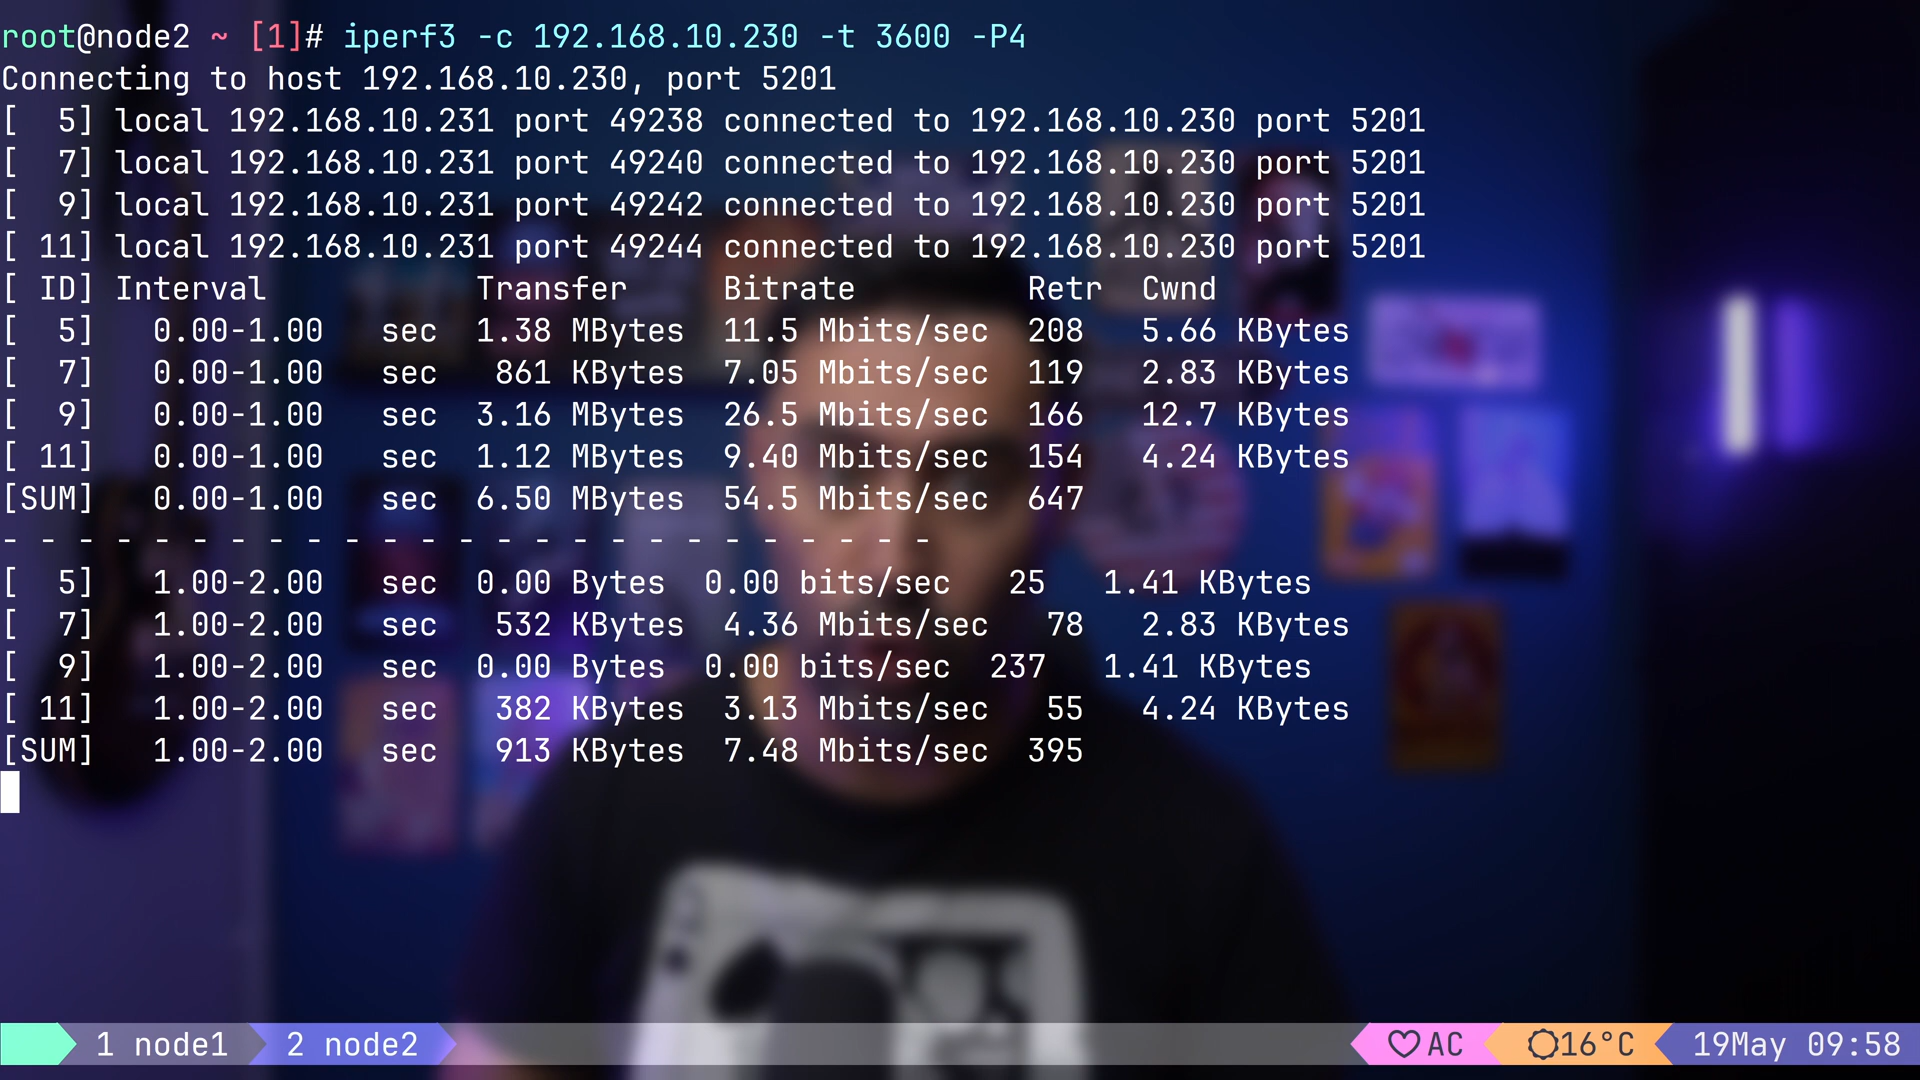 root@node2 ~ [1]# iperf3 -c 192.168.10.230 -t 3600 -P4
Connecting to host 192.168.10.230, port 5201
[  5] local 192.168.10.231 port 49238 connected to 192.168.10.230 port 5201
[  7] local 192.168.10.231 port 49240 connected to 192.168.10.230 port 5201
[  9] local 192.168.10.231 port 49242 connected to 192.168.10.230 port 5201
[ 11] local 192.168.10.231 port 49244 connected to 192.168.10.230 port 5201
[ ID] Interval           Transfer     Bitrate         Retr  Cwnd
[  5]   0.00-1.00   sec  1.38 MBytes  11.5 Mbits/sec  208   5.66 KBytes
[  7]   0.00-1.00   sec   861 KBytes  7.05 Mbits/sec  119   2.83 KBytes
[  9]   0.00-1.00   sec  3.16 MBytes  26.5 Mbits/sec  166   12.7 KBytes
[ 11]   0.00-1.00   sec  1.12 MBytes  9.40 Mbits/sec  154   4.24 KBytes
[SUM]   0.00-1.00   sec  6.50 MBytes  54.5 Mbits/sec  647
- - - - - - - - - - - - - - - - - - - - - - - - -
[  5]   1.00-2.00   sec  0.00 Bytes  0.00 bits/sec   25   1.41 KBytes
[  7]   1.00-2.00   sec   532 KBytes  4.36 Mbits/sec   78   2.83 KBytes
[  9]   1.00-2.00   sec  0.00 Bytes  0.00 bits/sec  237   1.41 KBytes
[ 11]   1.00-2.00   sec   382 KBytes  3.13 Mbits/sec   55   4.24 KBytes
[SUM]   1.00-2.00   sec   913 KBytes  7.48 Mbits/sec  395
1 node1 2 node2 ♡AC 16°C 19May 09:58